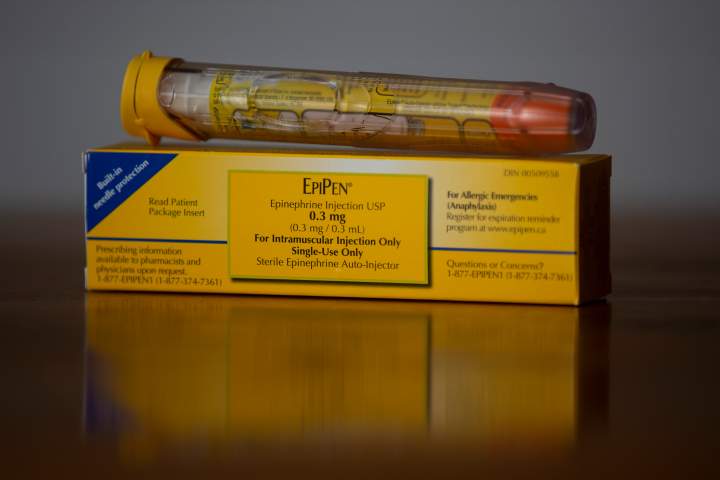 Built-in
needle protection
Read Patient
Package Insert
Prescribing information
available to pharmacists and
physicians upon request.
1-877-EPIPEN1 (1-877-374-7361)
EPIPEN®
Epinephrine Injection USP
0.3 mg
(0.3 mg / 0.3 mL)
For Intramuscular Injection Only
Single-Use Only
Sterile Epinephrine Auto-Injector
DIN 00509558
For Allergic Emergencies
(Anaphylaxis)
Register for expiration reminder
program at www.epipen.ca
Questions or Concerns?
1-877-EPIPEN1 (1-877-374-7361)